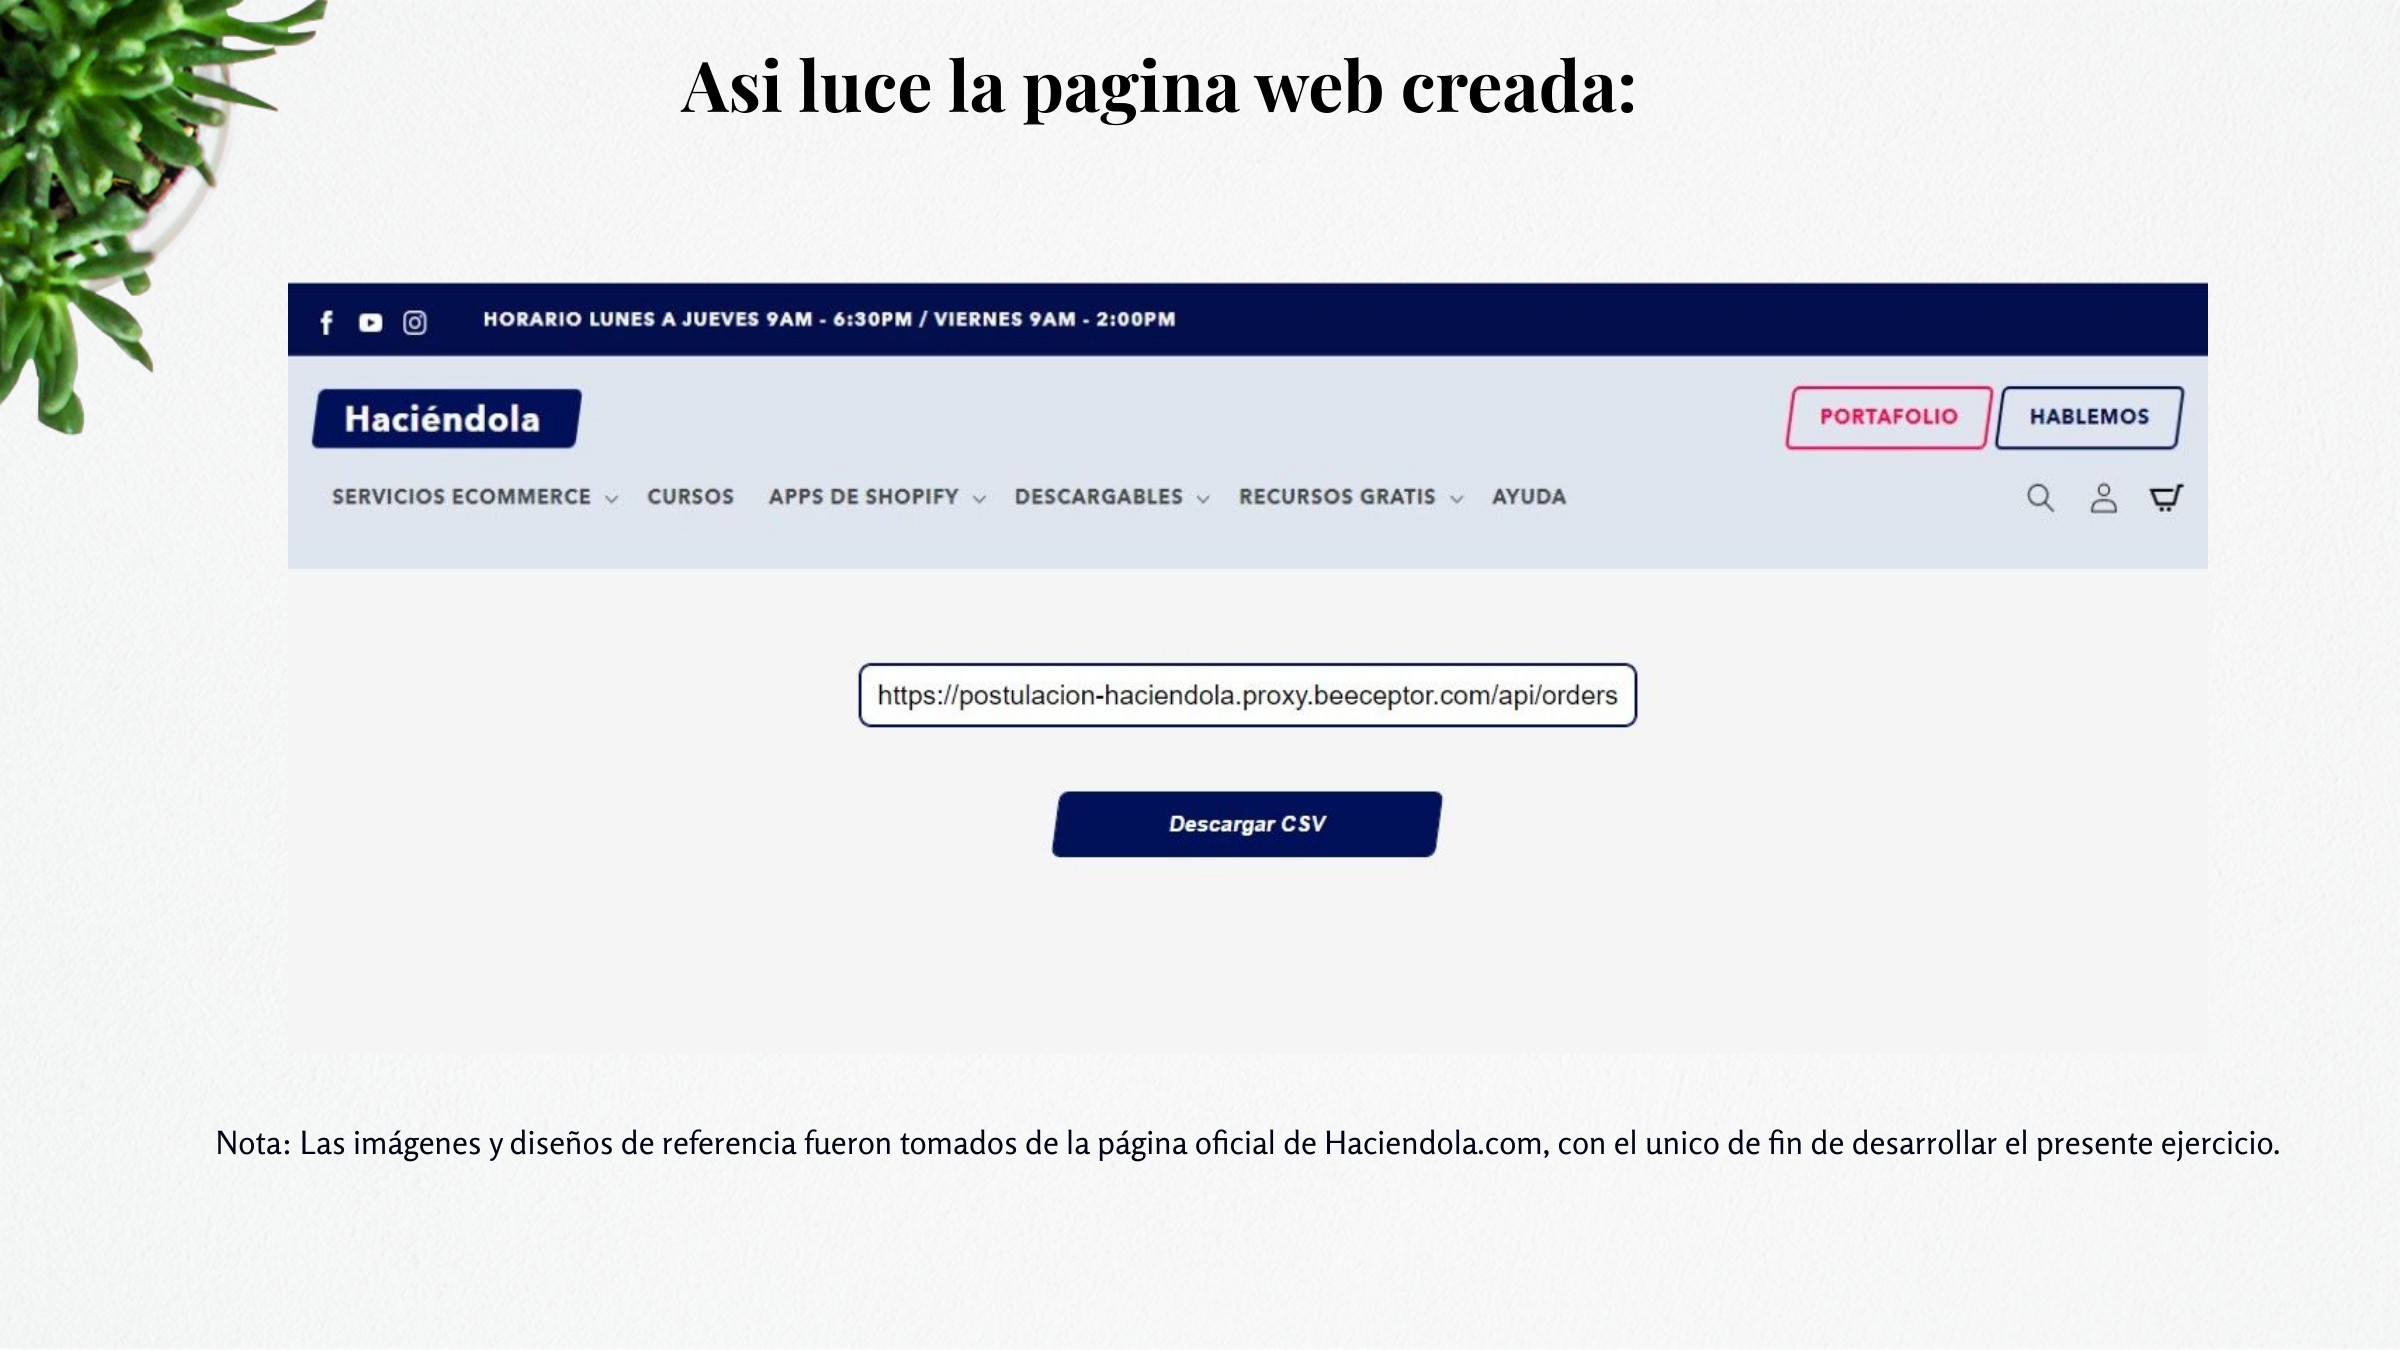 Asi luce la pagina web creada:
HORARIO LUNES A JUEVES 9AM - 6:30PM / VIERNES 9AM - 2:00PM
Haciéndola
PORTAFOLIO HABLEMOS
SERVICIOS ECOMMERCE CURSOS APPS DE SHOPIFY DESCARGABLES RECURSOS GRATIS AYUDA
https://postulacion-haciendola.proxy.beeceptor.com/api/orders
Descargar CSV
Nota: Las imágenes y diseños de referencia fueron tomados de la página oficial de Haciendola.com, con el unico de fin de desarrollar el presente ejercicio.